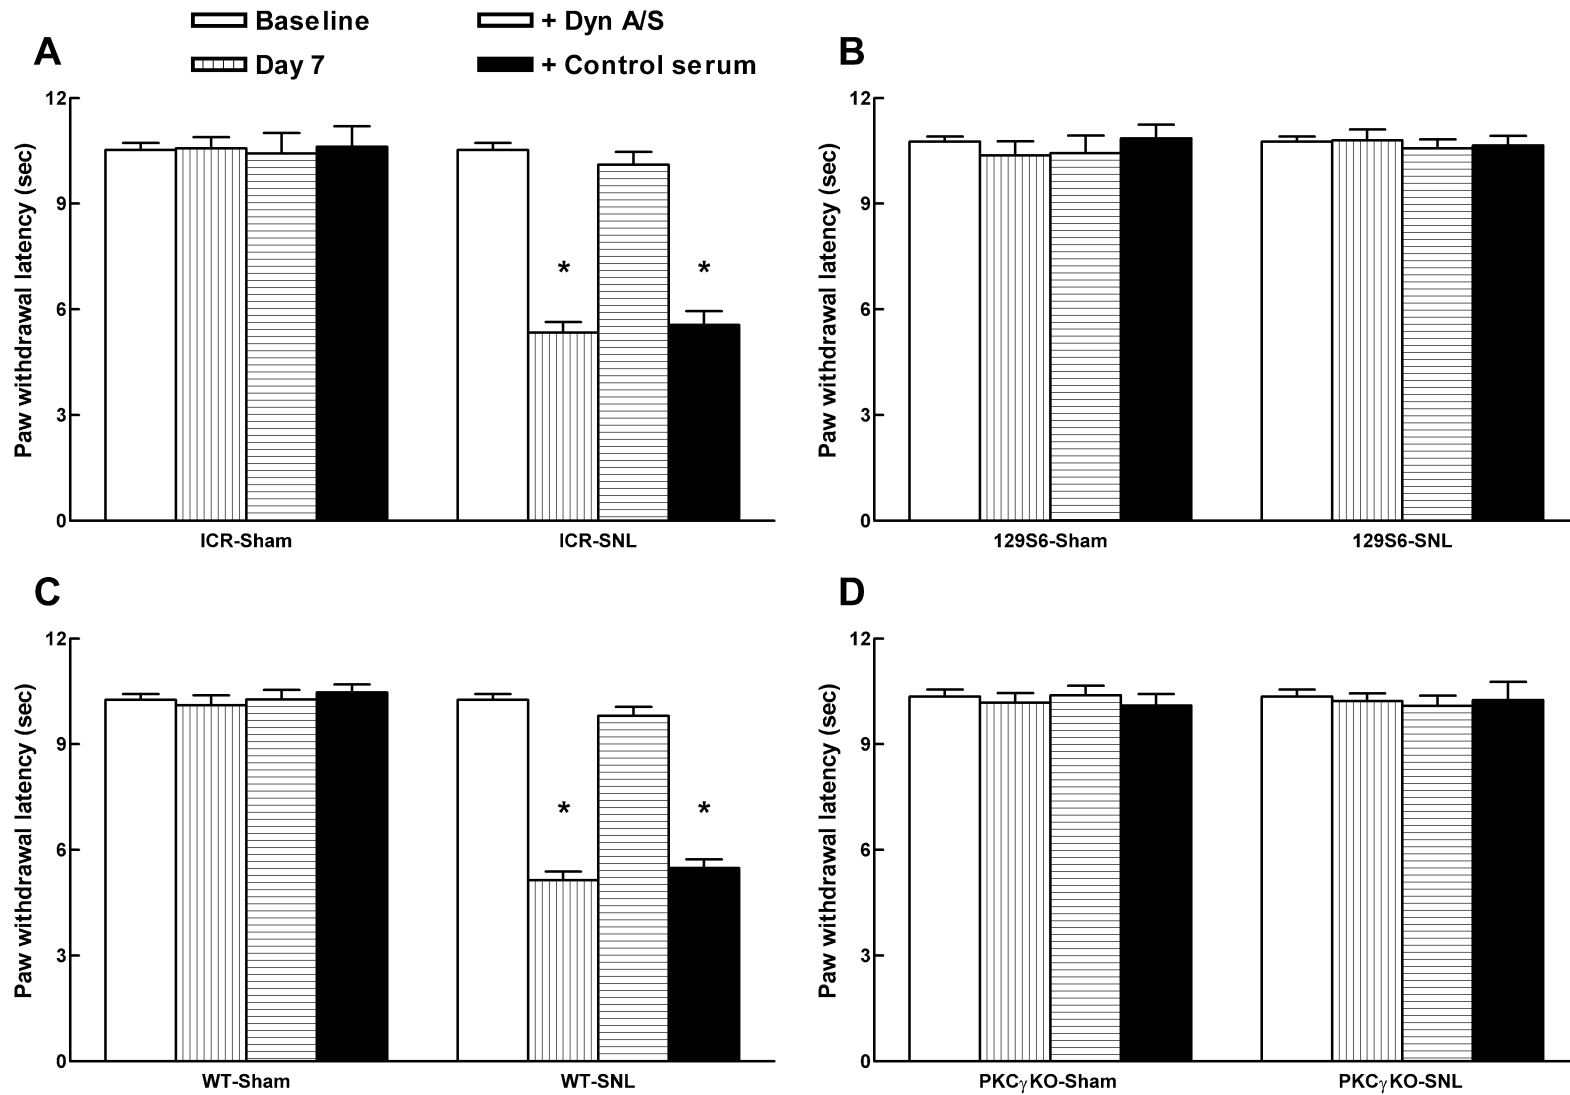 Baseline
+ Dyn A/S
Day 7
+ Control serum
A
Paw withdrawal latency (sec)
12
9
6
3
0
*
*
ICR-Sham
ICR-SNL
B
Paw withdrawal latency (sec)
12
9
6
3
0
129S6-Sham
129S6-SNL
C
Paw withdrawal latency (sec)
12
9
6
3
0
*
*
WT-Sham
WT-SNL
D
Paw withdrawal latency (sec)
12
9
6
3
0
PKCγKO-Sham
PKCγKO-SNL